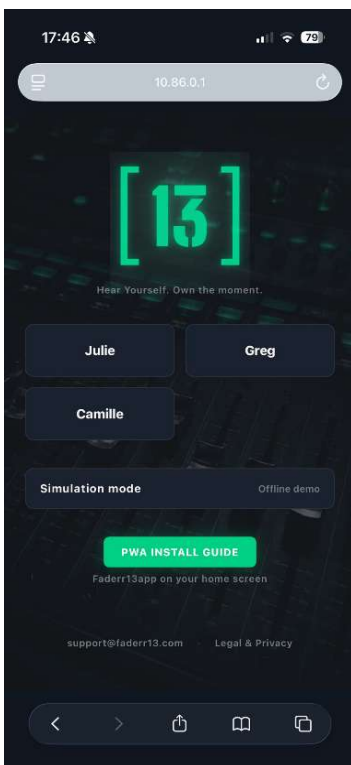 17:46
79
10.86.0.1
[13]
Hear Yourself. Own the moment.
Julie
Greg
Camille
Simulation mode
Offline demo
PWA INSTALL GUIDE
Faderr13app on your home screen
support@faderr13.com · Legal & Privacy